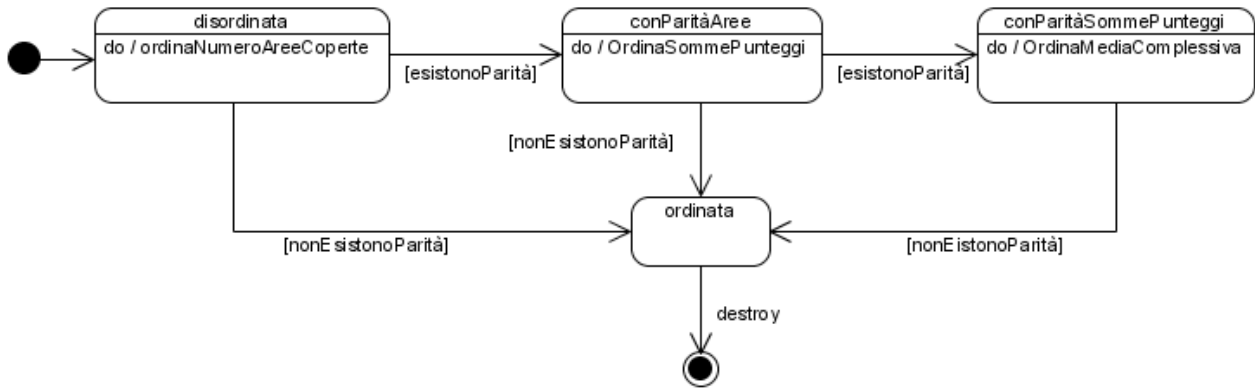 disordinata
do / ordinaNumeroAreeCoperte
[esistonoParità]
conParitàAree
do / OrdinaSommePunteggi
[esistonoParità]
conParitàSommePunteggi
do / OrdinaMediaComplessiva
[nonEsistonoParità]
ordinata
[nonEsistonoParità]
[nonEistonoParità]
destroy